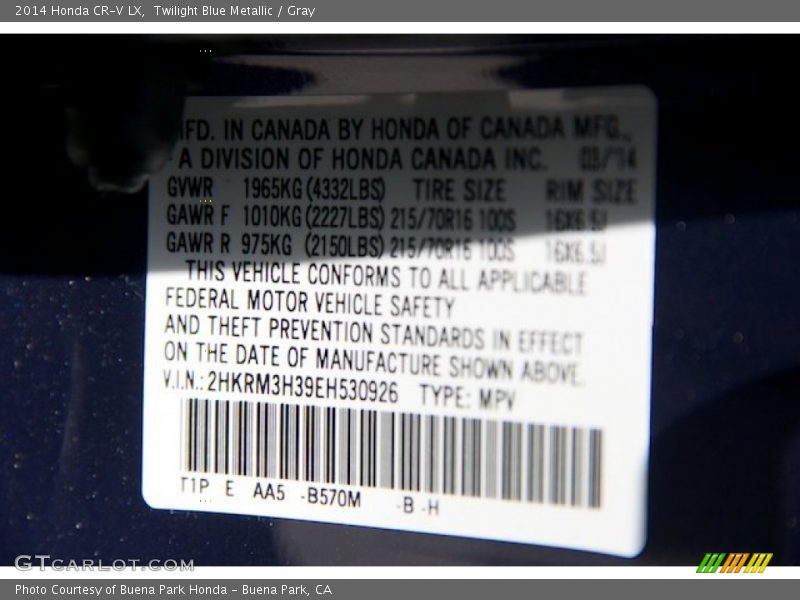 2014 Honda CR-V LX, Twilight Blue Metallic / Gray
MFD. IN CANADA BY HONDA OF CANADA MFG.,
A DIVISION OF HONDA CANADA INC. 03/14
GVWR 1965KG (4332LBS) TIRE SIZE RIM SIZE
GAWR F 1010KG (2227LBS) 215/70R16 100S 16X6.5J
GAWR R 975KG (2150LBS) 215/70R16 100S 16X6.5J
THIS VEHICLE CONFORMS TO ALL APPLICABLE
FEDERAL MOTOR VEHICLE SAFETY
AND THEFT PREVENTION STANDARDS IN EFFECT
ON THE DATE OF MANUFACTURE SHOWN ABOVE.
V.I.N.: 2HKRM3H39EH530926 TYPE: MPV
T1P E AA5 -B570M -B -H
GTCARLOT.COM
Photo Courtesy of Buena Park Honda - Buena Park, CA